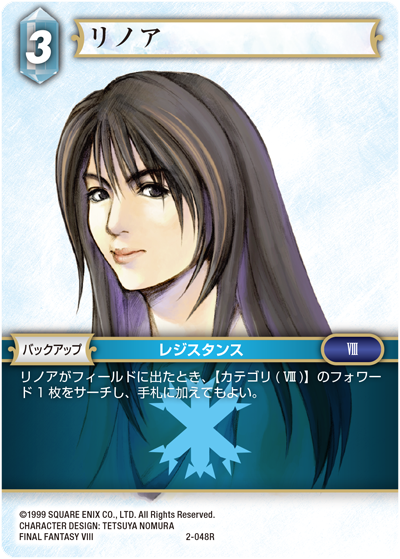 3
リノア
バックアップ
レジスタンス
VIII
リノアがフィールドに出たとき、【カテゴリ(Ⅷ)】のフォワー
ド1枚をサーチし、手札に加えてもよい。
©1999 SQUARE ENIX CO., LTD. All Rights Reserved.
CHARACTER DESIGN: TETSUYA NOMURA
FINAL FANTASY VIII 2-048R